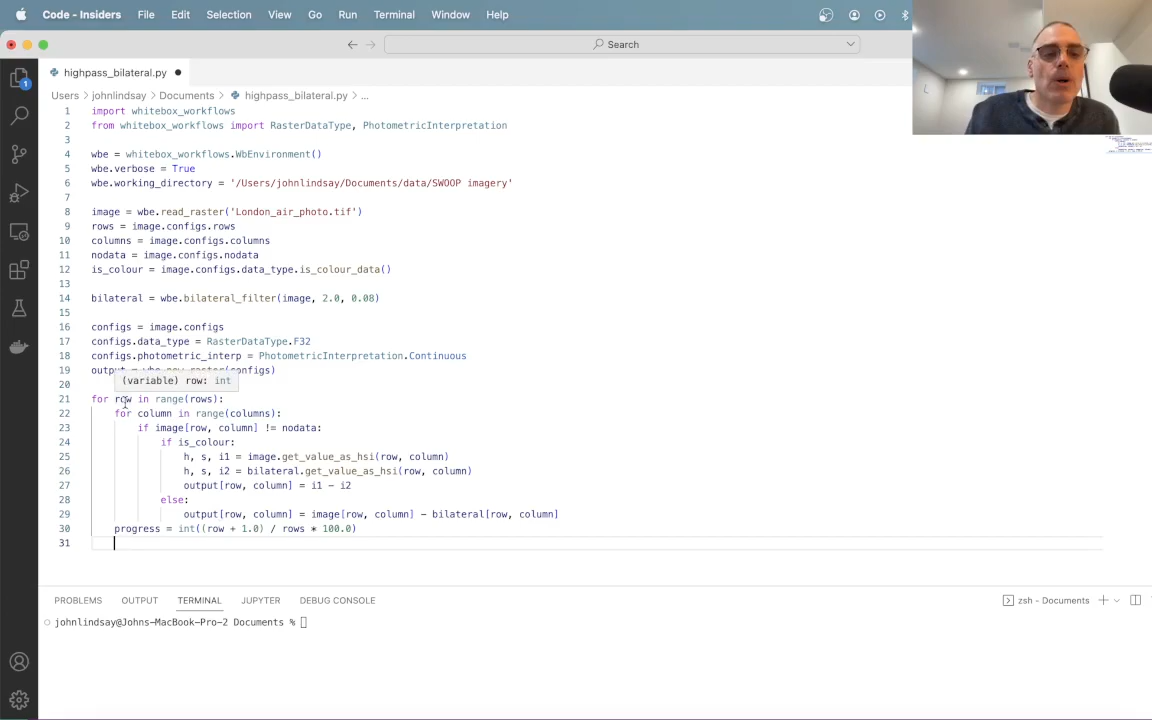 Code - Insiders File Edit Selection View Go Run Terminal Window Help
Search
highpass_bilateral.py
Users johnlindsay Documents highpass_bilateral.py ...
1 import whitebox_workflows
2 from whitebox_workflows import RasterDataType, PhotometricInterpretation
3
4 wbe = whitebox_workflows.WbEnvironment()
5 wbe.verbose = True
6 wbe.working_directory = '/Users/johnlindsay/Documents/data/SWOOP imagery'
7
8 image = wbe.read_raster('London_air_photo.tif')
9 rows = image.configs.rows
10 columns = image.configs.columns
11 nodata = image.configs.nodata
12 is_colour = image.configs.data_type.is_colour_data()
13
14 bilateral = wbe.bilateral_filter(image, 2.0, 0.08)
15
16 configs = image.configs
17 configs.data_type = RasterDataType.F32
18 configs.photometric_interp = PhotometricInterpretation.Continuous
19 output = wbe.new_raster(configs)
20
(variable) row: int
21 for row in range(rows):
22 for column in range(columns):
23 if image[row, column] != nodata:
24 if is_colour:
25 h, s, i1 = image.get_value_as_hsi(row, column)
26 h, s, i2 = bilateral.get_value_as_hsi(row, column)
27 output[row, column] = i1 - i2
28 else:
29 output[row, column] = image[row, column] - bilateral[row, column]
30 progress = int((row + 1.0) / rows * 100.0)
31
PROBLEMS OUTPUT TERMINAL JUPYTER DEBUG CONSOLE
zsh - Documents
johnlindsay@Johns-MacBook-Pro-2 Documents %
1